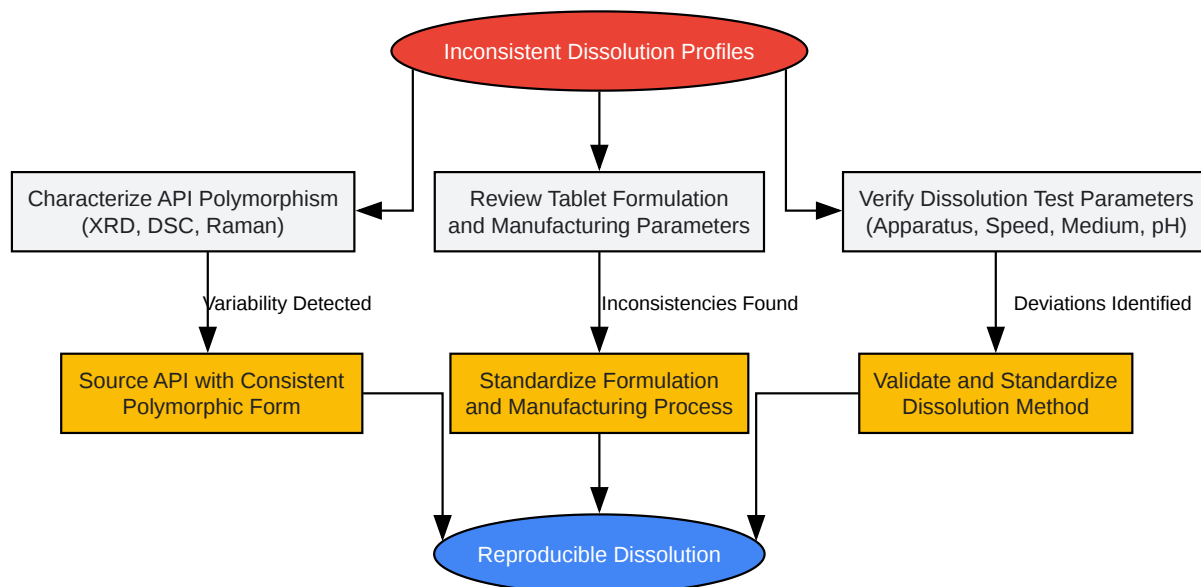 Inconsistent Dissolution Profiles
Characterize API Polymorphism
(XRD, DSC, Raman)
Review Tablet Formulation
and Manufacturing Parameters
Verify Dissolution Test Parameters
(Apparatus, Speed, Medium, pH)
Variability Detected
Inconsistencies Found
Deviations Identified
Source API with Consistent
Polymorphic Form
Standardize Formulation
and Manufacturing Process
Validate and Standardize
Dissolution Method
Reproducible Dissolution